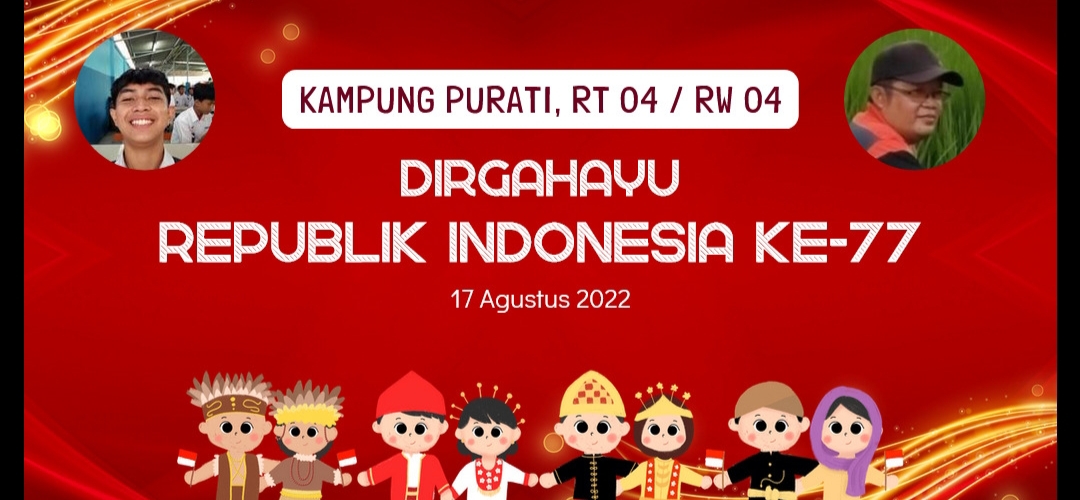 KAMPUNG PURATI, RT 04 / RW 04
DIRGAHAYU
REPUBLIK INDONESIA KE-77
17 Agustus 2022